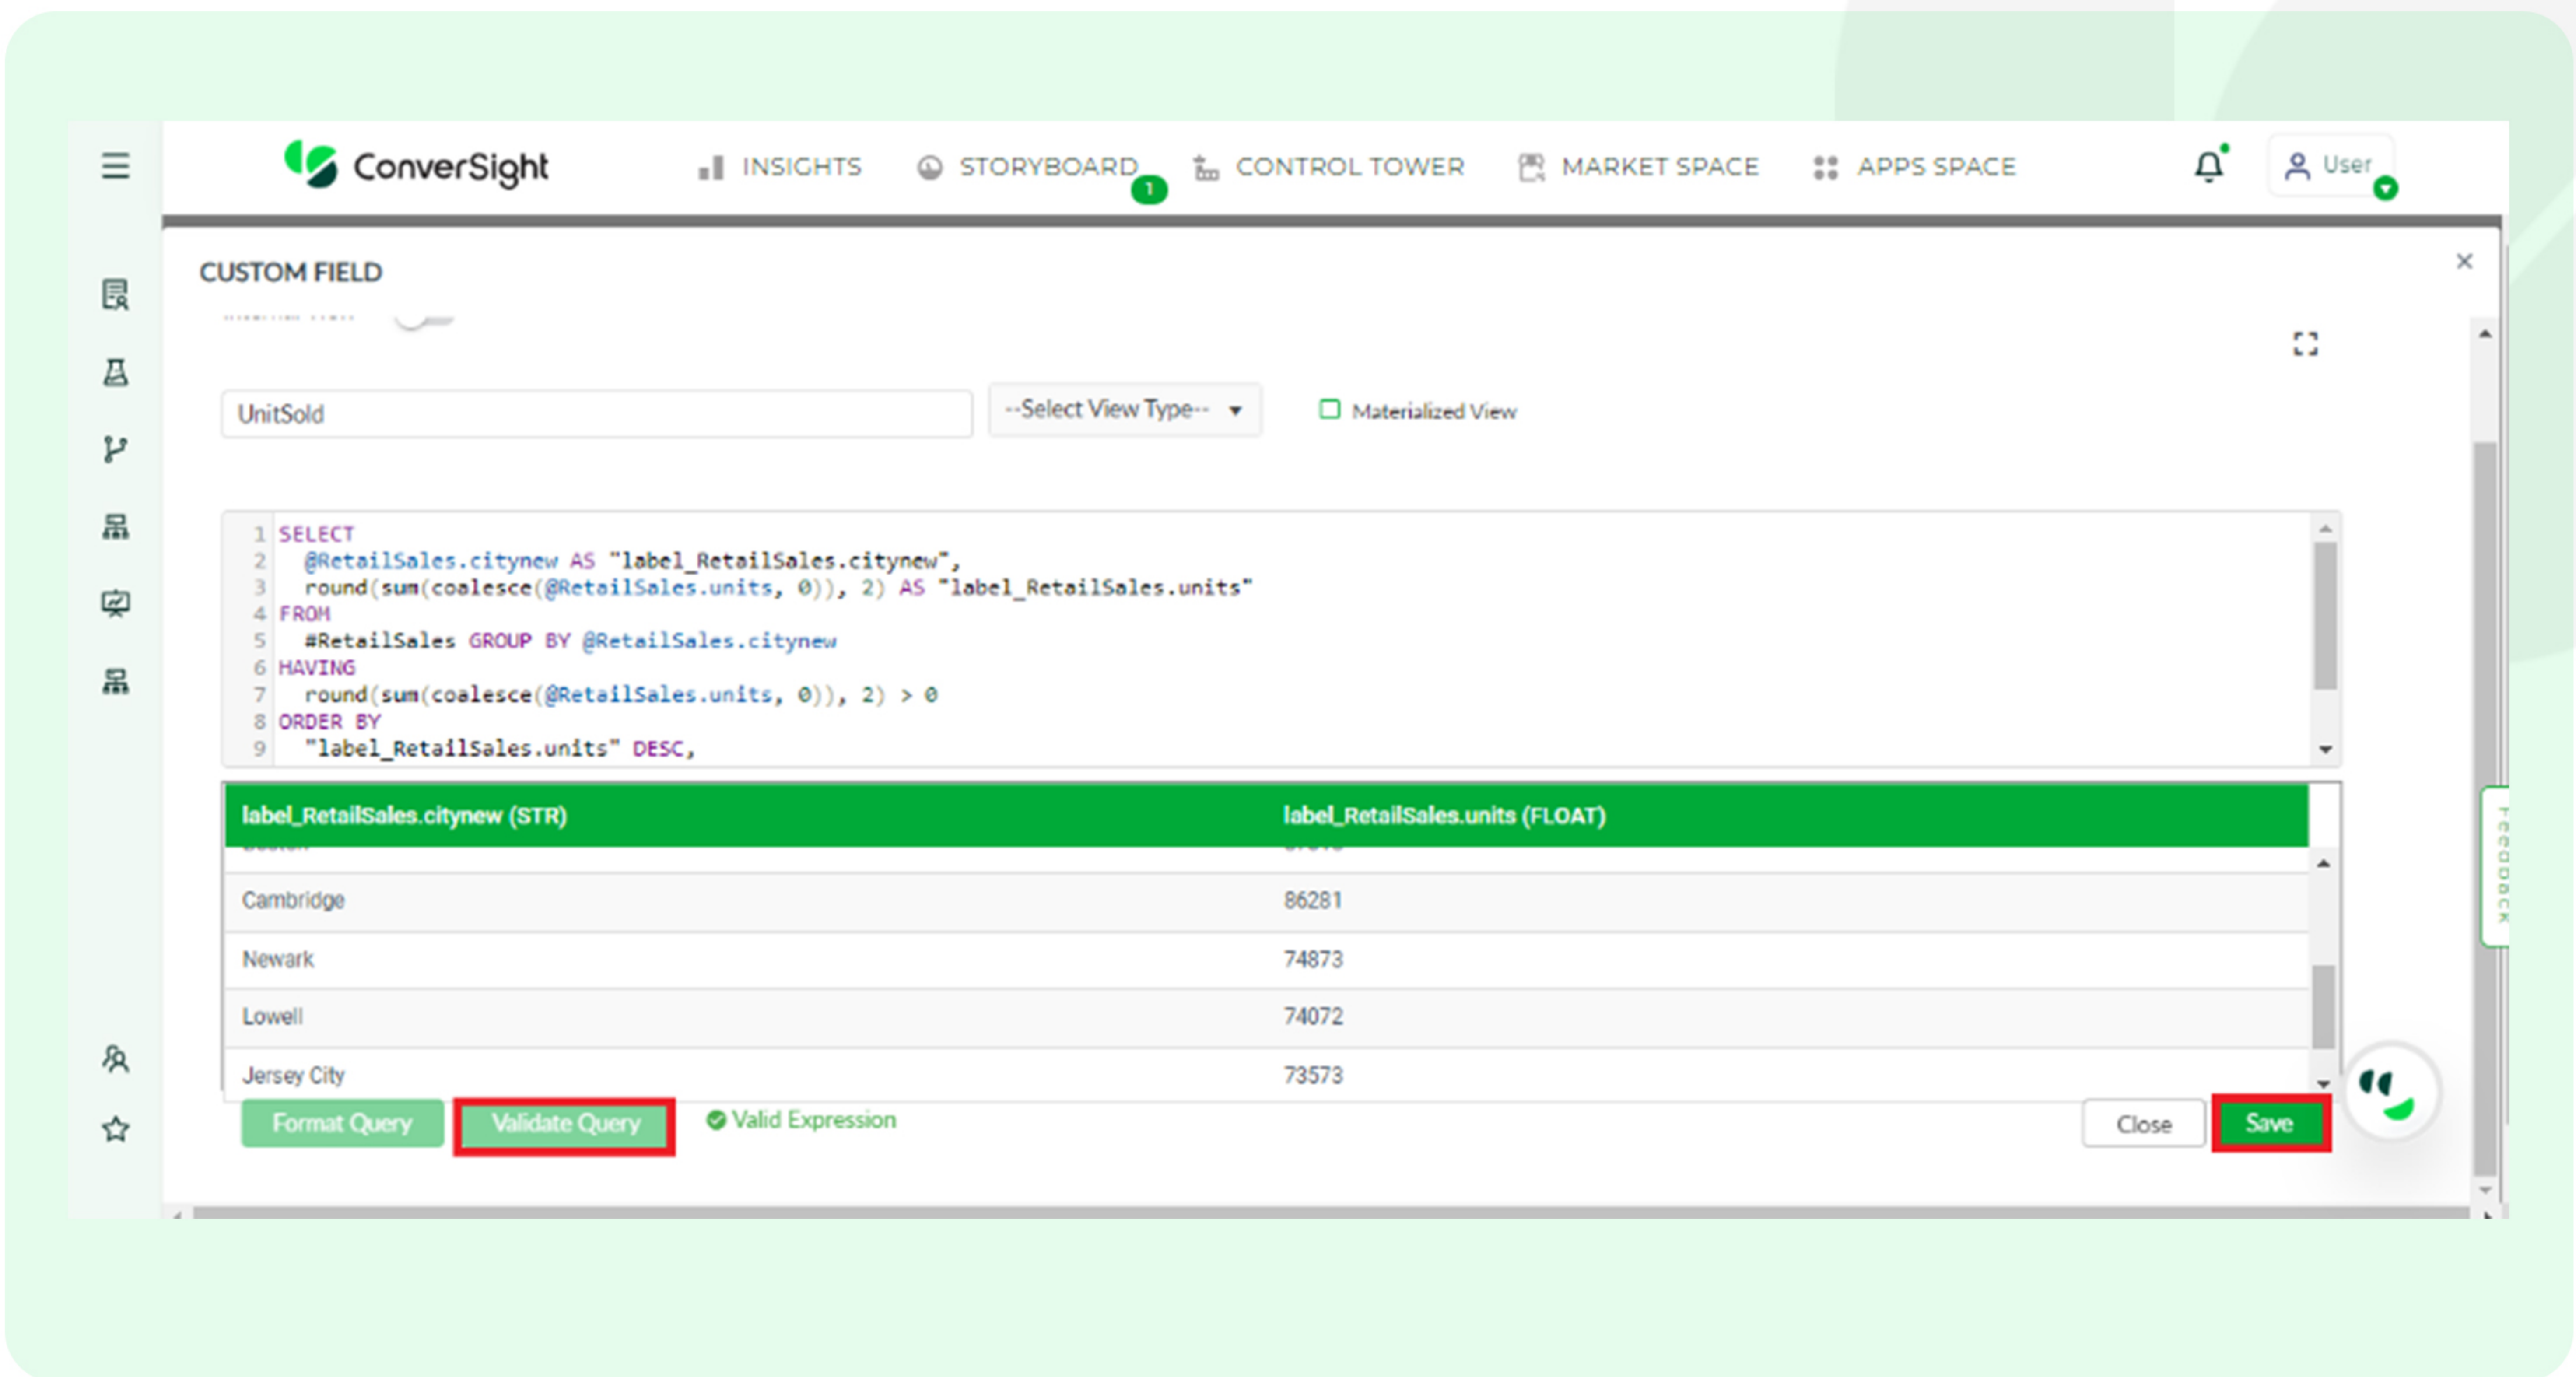 ConverSight INSIGHTS STORYBOARD 1 CONTROL TOWER MARKET SPACE APPS SPACE User
CUSTOM FIELD
UnitSold --Select View Type-- Materialized View
1 SELECT
2 @RetailSales.citynew AS "label_RetailSales.citynew",
3 round(sum(coalesce(@RetailSales.units, 0)), 2) AS "label_RetailSales.units"
4 FROM
5 #RetailSales GROUP BY @RetailSales.citynew
6 HAVING
7 round(sum(coalesce(@RetailSales.units, 0)), 2) > 0
8 ORDER BY
9 "label_RetailSales.units" DESC,
label_RetailSales.citynew (STR) label_RetailSales.units (FLOAT)
Cambridge 86281
Newark 74873
Lowell 74072
Jersey City 73573
Format Query Validate Query Valid Expression Close Save
Feedback